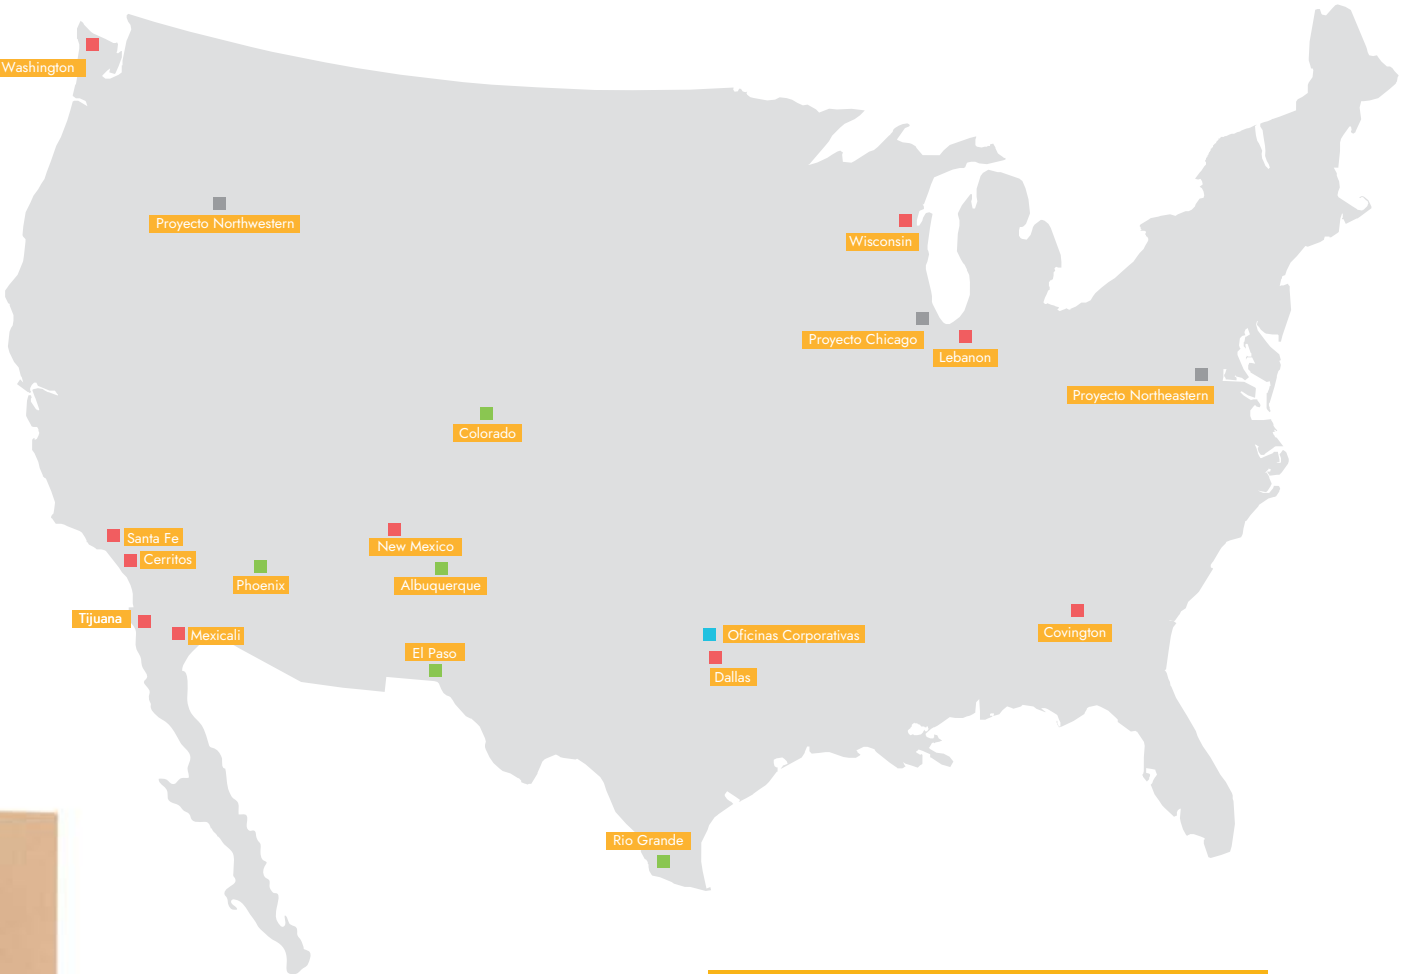 Washington
Proyecto Northwestern
Wisconsin
Proyecto Chicago
Lebanon
Proyecto Northeastern
Colorado
Santa Fe
Cerritos
New Mexico
Phoenix
Albuquerque
Tijuana
Mexicali
El Paso
Oficinas Corporativas
Covington
Dallas
Rio Grande